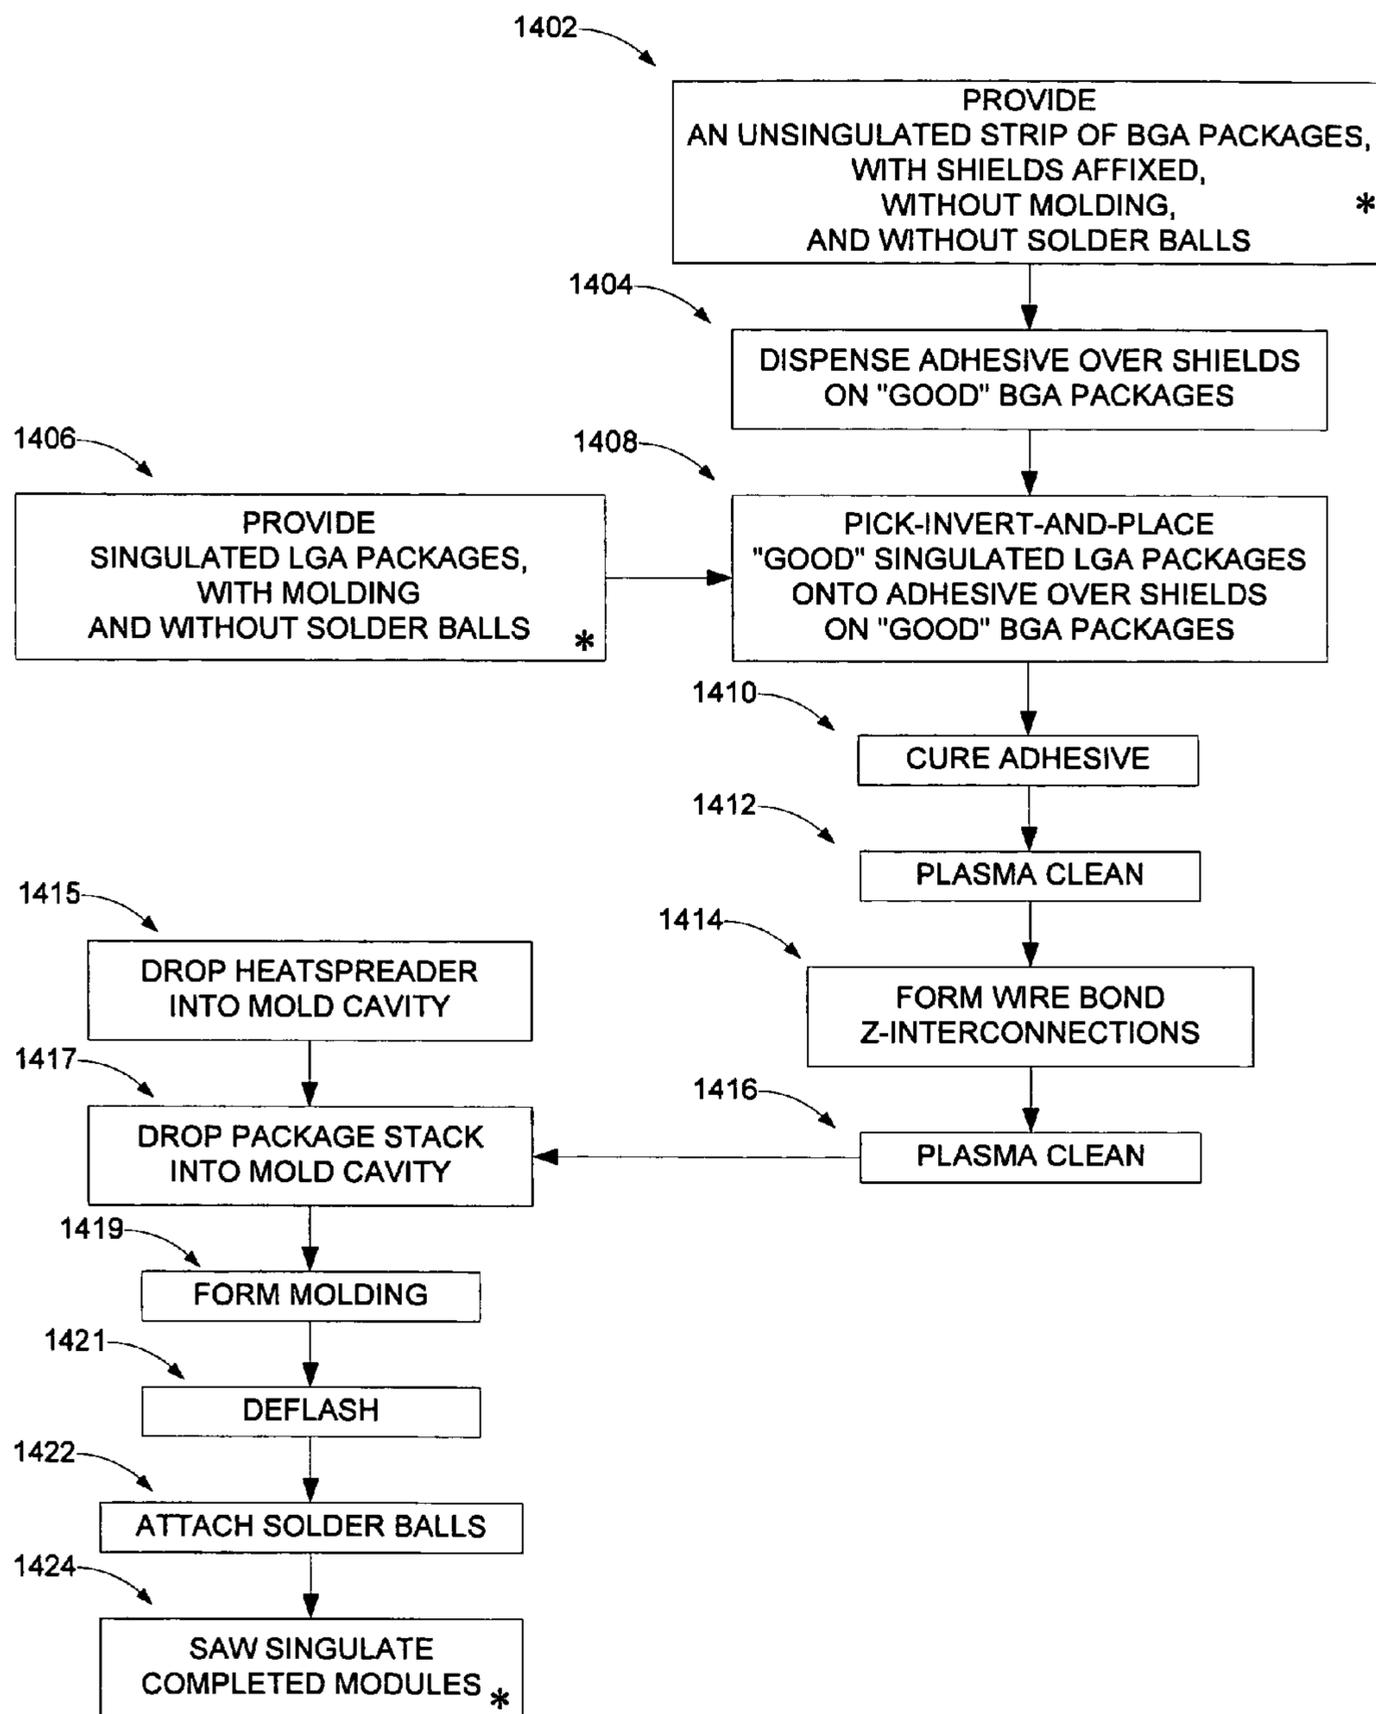 1402
PROVIDE
AN UNSINGULATED STRIP OF BGA PACKAGES,
WITH SHIELDS AFFIXED,
WITHOUT MOLDING,
AND WITHOUT SOLDER BALLS
*
1404
DISPENSE ADHESIVE OVER SHIELDS
ON "GOOD" BGA PACKAGES
1406
PROVIDE
SINGULATED LGA PACKAGES,
WITH MOLDING
AND WITHOUT SOLDER BALLS
*
1408
PICK-INVERT-AND-PLACE
"GOOD" SINGULATED LGA PACKAGES
ONTO ADHESIVE OVER SHIELDS
ON "GOOD" BGA PACKAGES
1410
CURE ADHESIVE
1412
PLASMA CLEAN
1414
FORM WIRE BOND
Z-INTERCONNECTIONS
1416
PLASMA CLEAN
1415
DROP HEATSPREADER
INTO MOLD CAVITY
1417
DROP PACKAGE STACK
INTO MOLD CAVITY
1419
FORM MOLDING
1421
DEFLASH
1422
ATTACH SOLDER BALLS
1424
SAW SINGULATE
COMPLETED MODULES
*